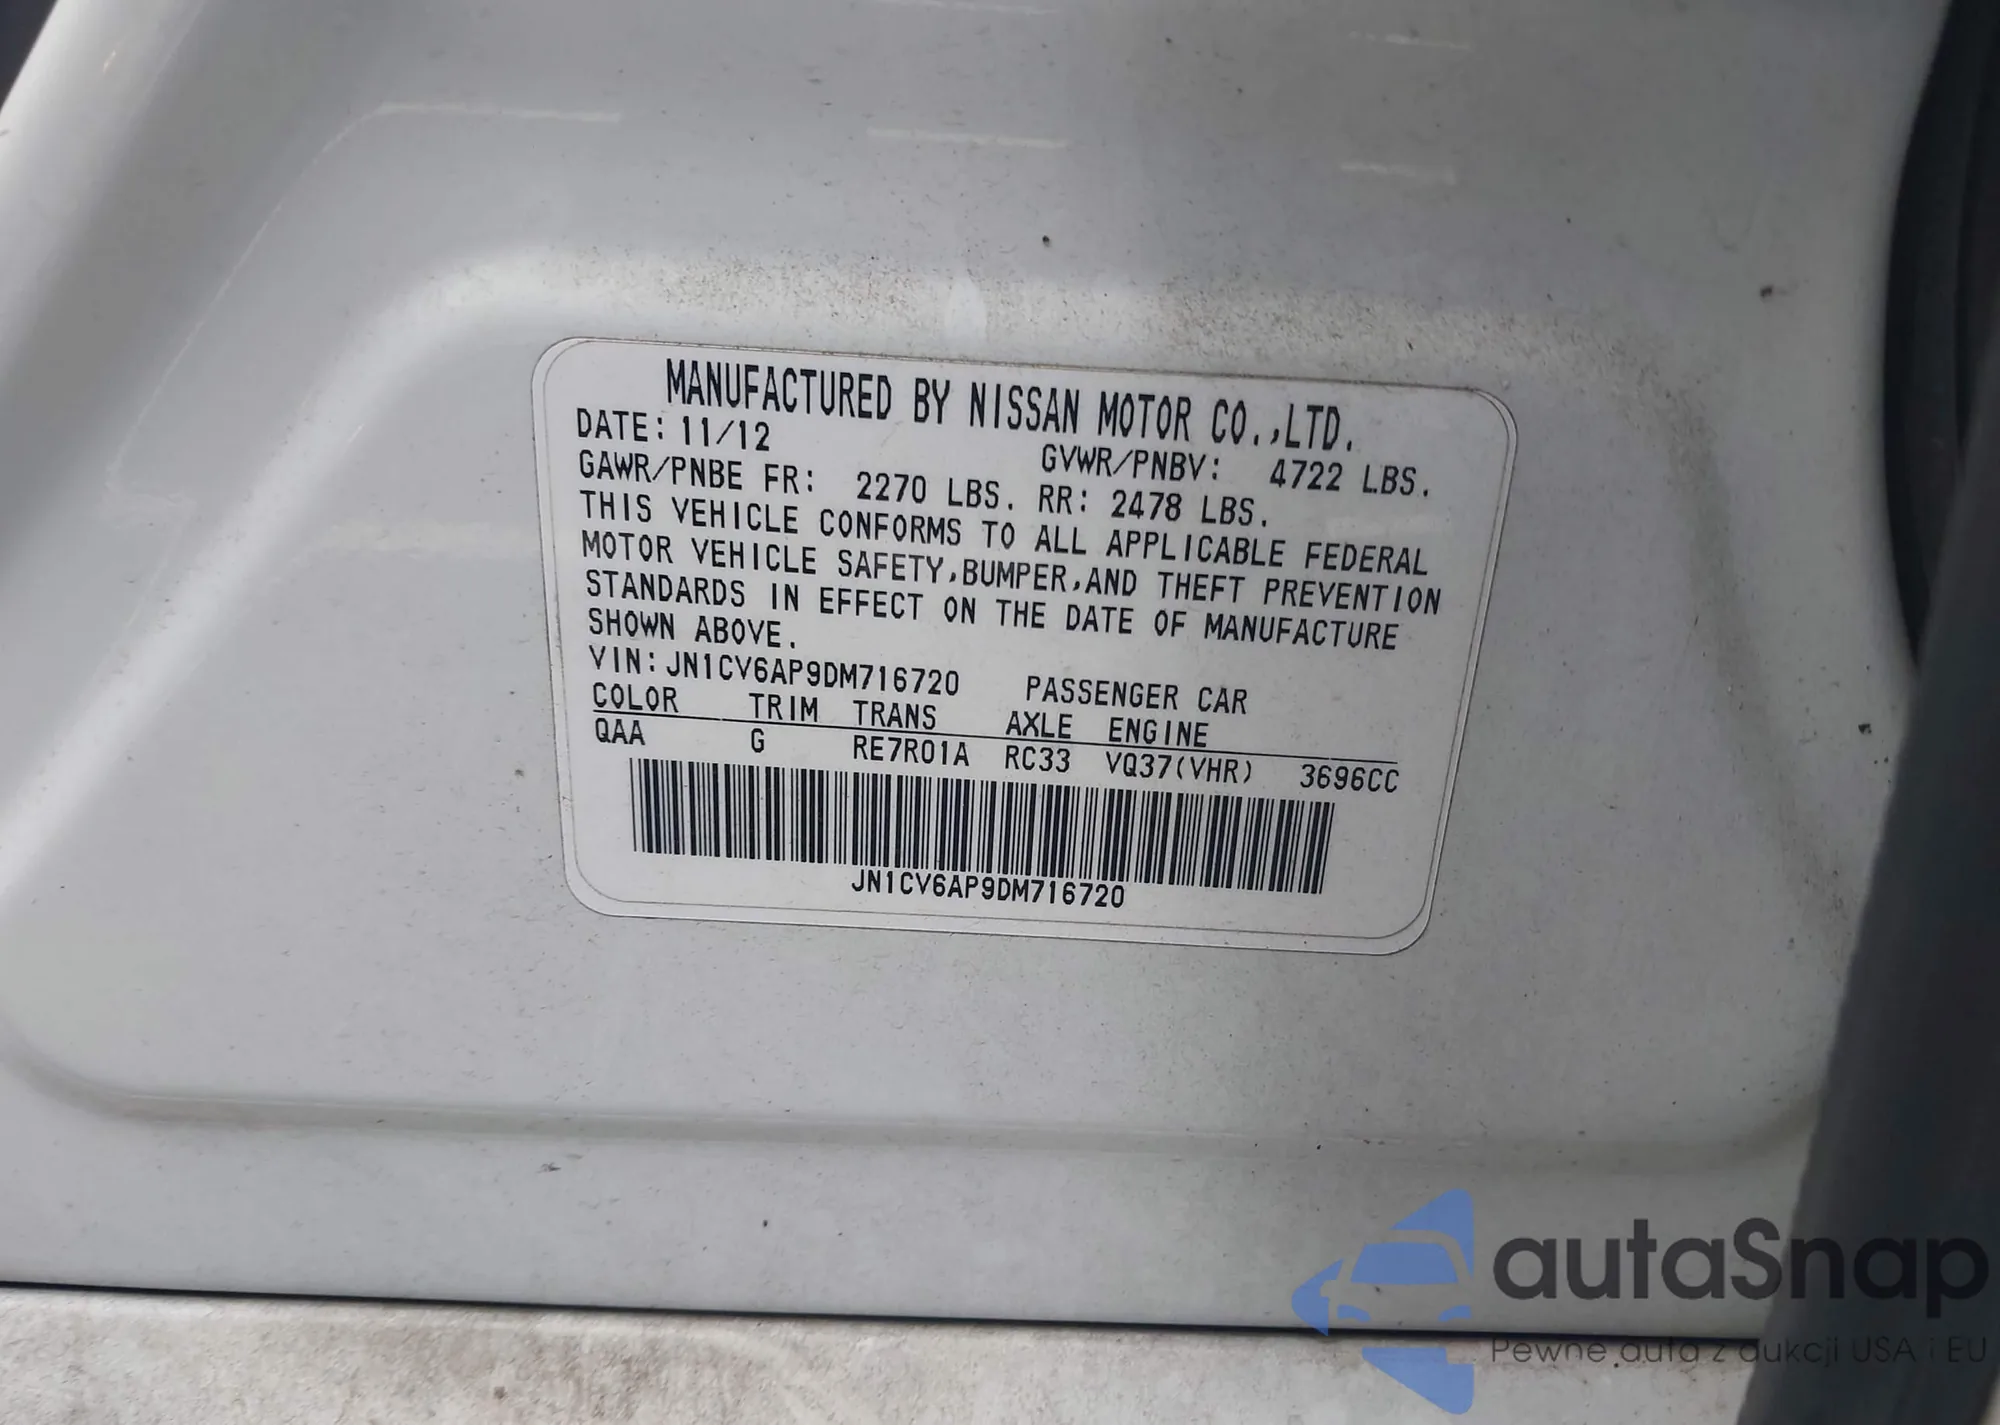 MANUFACTURED BY NISSAN MOTOR CO.,LTD.
DATE: 11/12 GVWR/PNBV: 4722 LBS.
GAWR/PNBE FR: 2270 LBS. RR: 2478 LBS.
THIS VEHICLE CONFORMS TO ALL APPLICABLE FEDERAL
MOTOR VEHICLE SAFETY,BUMPER,AND THEFT PREVENTION
STANDARDS IN EFFECT ON THE DATE OF MANUFACTURE
SHOWN ABOVE.
VIN: JN1CV6AP9DM716720 PASSENGER CAR
COLOR TRIM TRANS AXLE ENGINE
QAA G RE7R01A RC33 VQ37(VHR) 3696CC
JN1CV6AP9DM716720
autaSnap
Pewne auta z aukcji USA i EU